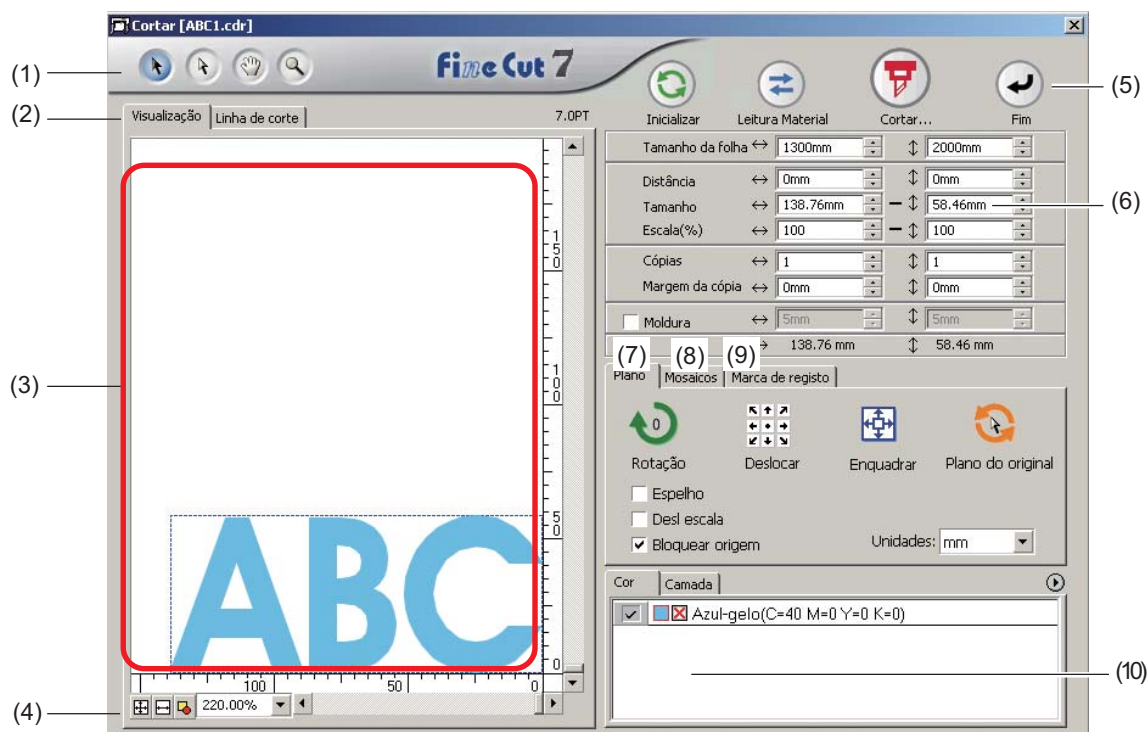 Cortar [ABC1.cdr]
(1)
Fine Cut 7
(5)
Inicializar Leitura Material Cortar... Fim
(2)
Visualização Linha de corte 7.0PT
Tamanho da folha 1300mm 2000mm
Distância 0mm 0mm
Tamanho 138.76mm 58.46mm (6)
Escala(%) 100 100
Cópias 1 1
Margem da cópia 0mm 0mm
Moldura 5mm 5mm
138.76 mm 58.46 mm
(7) (8) (9)
Plano Mosaicos Marca de registo
(3)
150
100
50
0
0
Rotação Deslocar Enquadrar Plano do original
Espelho
Desl escala
Bloquear origem Unidades: mm
ABC
Cor Camada
Azul-gelo(C=40 M=0 Y=0 K=0)
(10)
100 50 0
(4) 220.00%